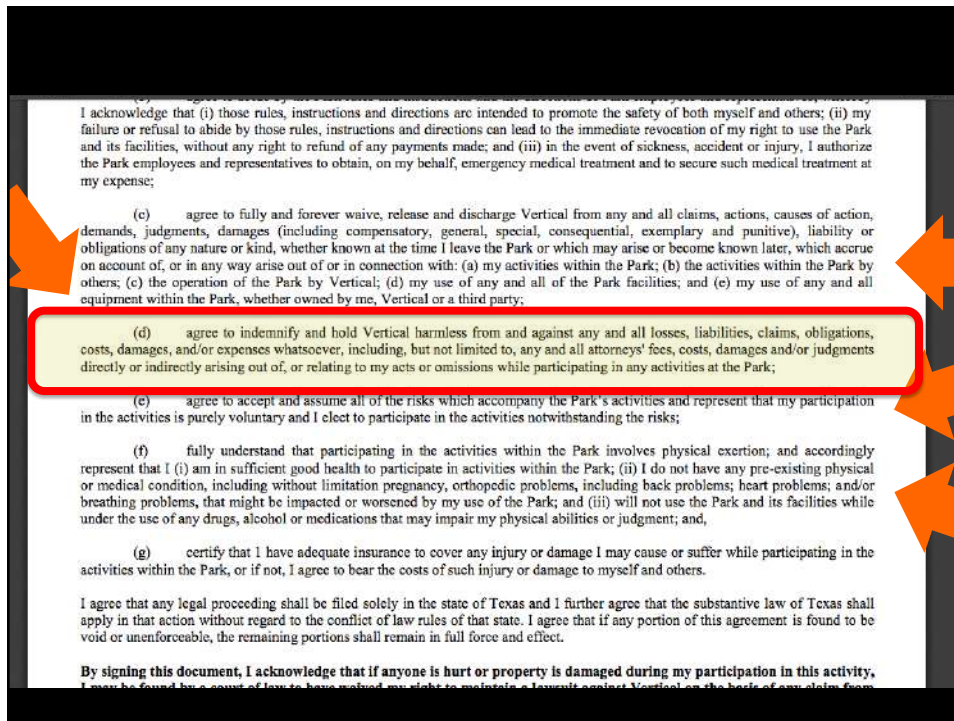 I acknowledge that (i) those rules, instructions and directions are intended to promote the safety of both myself and others; (ii) my
failure or refusal to abide by those rules, instructions and directions can lead to the immediate revocation of my right to use the Park
and its facilities, without any right to refund of any payments made; and (iii) in the event of sickness, accident or injury, I authorize
the Park employees and representatives to obtain, on my behalf, emergency medical treatment and to secure such medical treatment at
my expense;
(c) agree to fully and forever waive, release and discharge Vertical from any and all claims, actions, causes of action,
demands, judgments, damages (including compensatory, general, special, consequential, exemplary and punitive), liability or
obligations of any nature or kind, whether known at the time I leave the Park or which may arise or become known later, which accrue
on account of, or in any way arise out of or in connection with: (a) my activities within the Park; (b) the activities within the Park by
others; (c) the operation of the Park by Vertical; (d) my use of any and all of the Park facilities; and (e) my use of any and all
equipment within the Park, whether owned by me, Vertical or a third party;
(d) agree to indemnify and hold Vertical harmless from and against any and all losses, liabilities, claims, obligations,
costs, damages, and/or expenses whatsoever, including, but not limited to, any and all attorneys' fees, costs, damages and/or judgments
directly or indirectly arising out of, or relating to my acts or omissions while participating in any activities at the Park;
(e) agree to accept and assume all of the risks which accompany the Park's activities and represent that my participation
in the activities is purely voluntary and I elect to participate in the activities notwithstanding the risks;
(f) fully understand that participating in the activities within the Park involves physical exertion; and accordingly
represent that I (i) am in sufficient good health to participate in activities within the Park; (ii) I do not have any pre-existing physical
or medical condition, including without limitation pregnancy, orthopedic problems, including back problems; heart problems; and/or
breathing problems, that might be impacted or worsened by my use of the Park; and (iii) will not use the Park and its facilities while
under the use of any drugs, alcohol or medications that may impair my physical abilities or judgment; and,
(g) certify that I have adequate insurance to cover any injury or damage I may cause or suffer while participating in the
activities within the Park, or if not, I agree to bear the costs of such injury or damage to myself and others.
I agree that any legal proceeding shall be filed solely in the state of Texas and I further agree that the substantive law of Texas shall
apply in that action without regard to the conflict of law rules of that state. I agree that if any portion of this agreement is found to be
void or unenforceable, the remaining portions shall remain in full force and effect.
By signing this document, I acknowledge that if anyone is hurt or property is damaged during my participation in this activity,
I may be found by a court of law to have waived my right to maintain a lawsuit against Vertical on the basis of any claim from